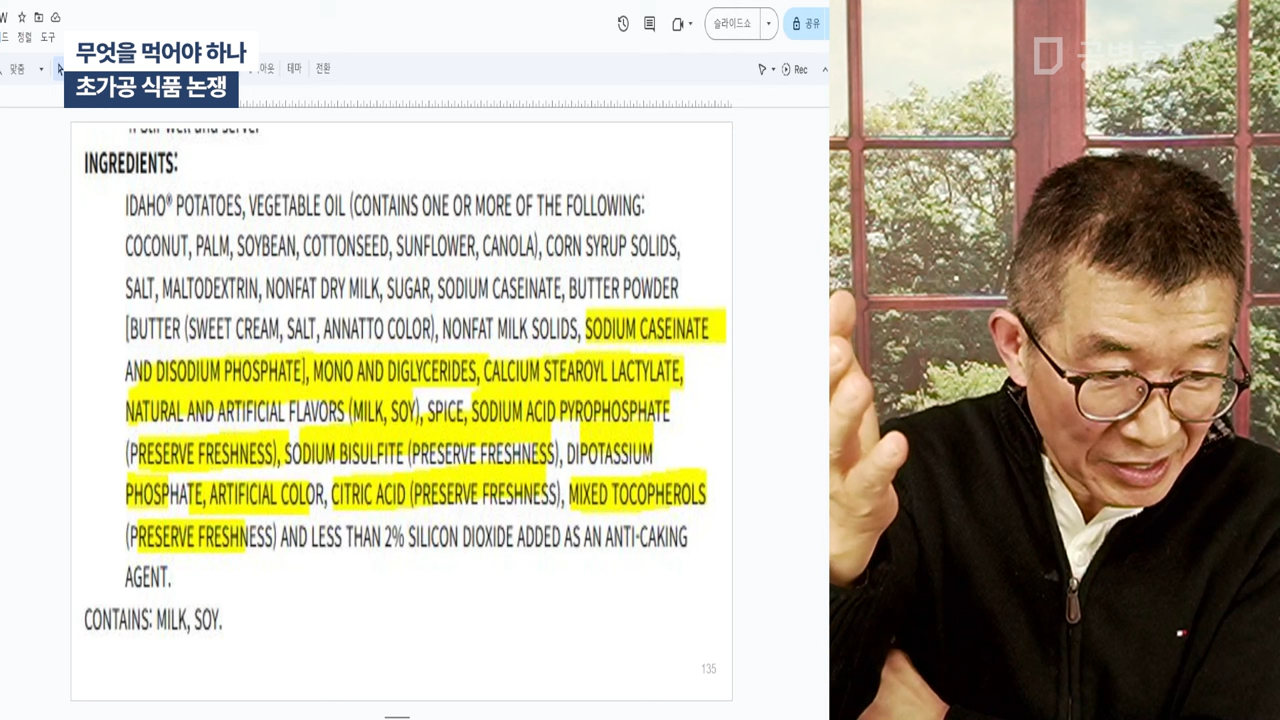 슬라이드쇼
공유
정렬 도구
무엇을 먹어야 하나
초가공 식품 논쟁
맞춤
테마
전환
Rec
INGREDIENTS:
IDAHO® POTATOES, VEGETABLE OIL (CONTAINS ONE OR MORE OF THE FOLLOWING:
COCONUT, PALM, SOYBEAN, COTTONSEED, SUNFLOWER, CANOLA), CORN SYRUP SOLIDS,
SALT, MALTODEXTRIN, NONFAT DRY MILK, SUGAR, SODIUM CASEINATE, BUTTER POWDER
[BUTTER (SWEET CREAM, SALT, ANNATTO COLOR), NONFAT MILK SOLIDS, SODIUM CASEINATE
AND DISODIUM PHOSPHATE], MONO AND DIGLYCERIDES, CALCIUM STEAROYL LACTYLATE,
NATURAL AND ARTIFICIAL FLAVORS (MILK, SOY), SPICE, SODIUM ACID PYROPHOSPHATE
(PRESERVE FRESHNESS), SODIUM BISULFITE (PRESERVE FRESHNESS), DIPOTASSIUM
PHOSPHATE, ARTIFICIAL COLOR, CITRIC ACID (PRESERVE FRESHNESS), MIXED TOCOPHEROLS
(PRESERVE FRESHNESS) AND LESS THAN 2% SILICON DIOXIDE ADDED AS AN ANTI-CAKING
AGENT.
CONTAINS: MILK, SOY.
135